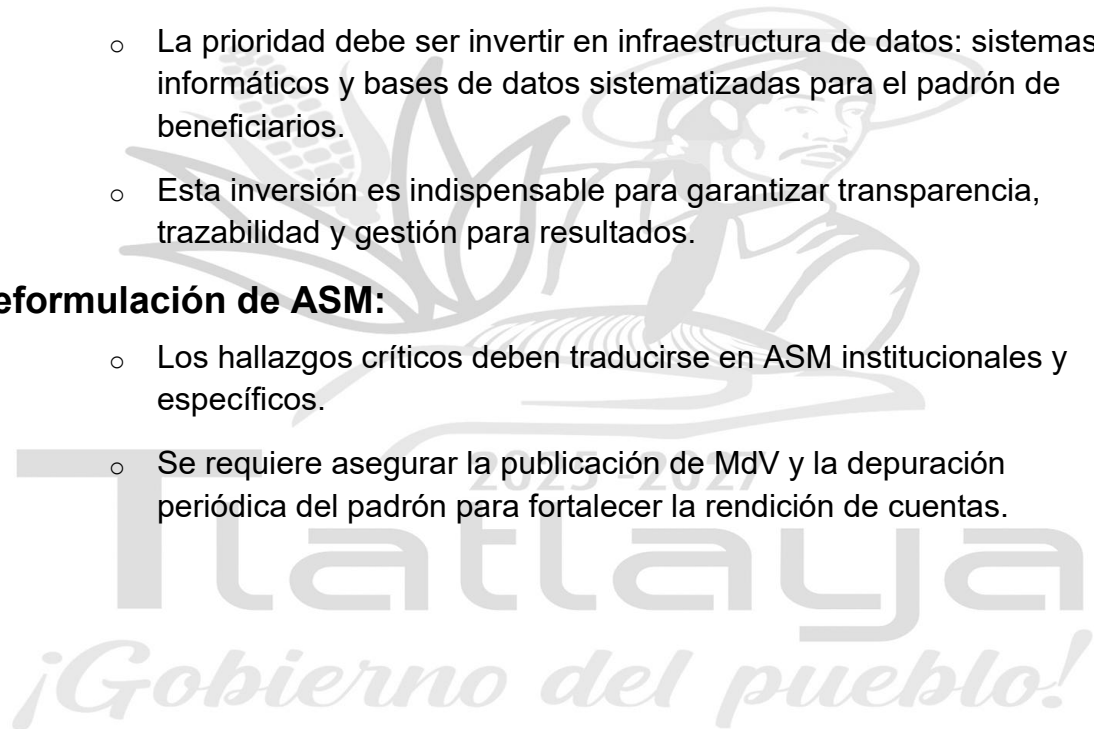 o La prioridad debe ser invertir en infraestructura de datos: sistemas
informáticos y bases de datos sistematizadas para el padrón de
beneficiarios.
o Esta inversión es indispensable para garantizar transparencia,
trazabilidad y gestión para resultados.
eformulación de ASM:
o Los hallazgos críticos deben traducirse en ASM institucionales y
específicos.
o Se requiere asegurar la publicación de MdV y la depuración
2025 -2027
periódica del padrón para fortalecer la rendición de cuentas.
Tlatlaya
¡Gobierno del pueblo!